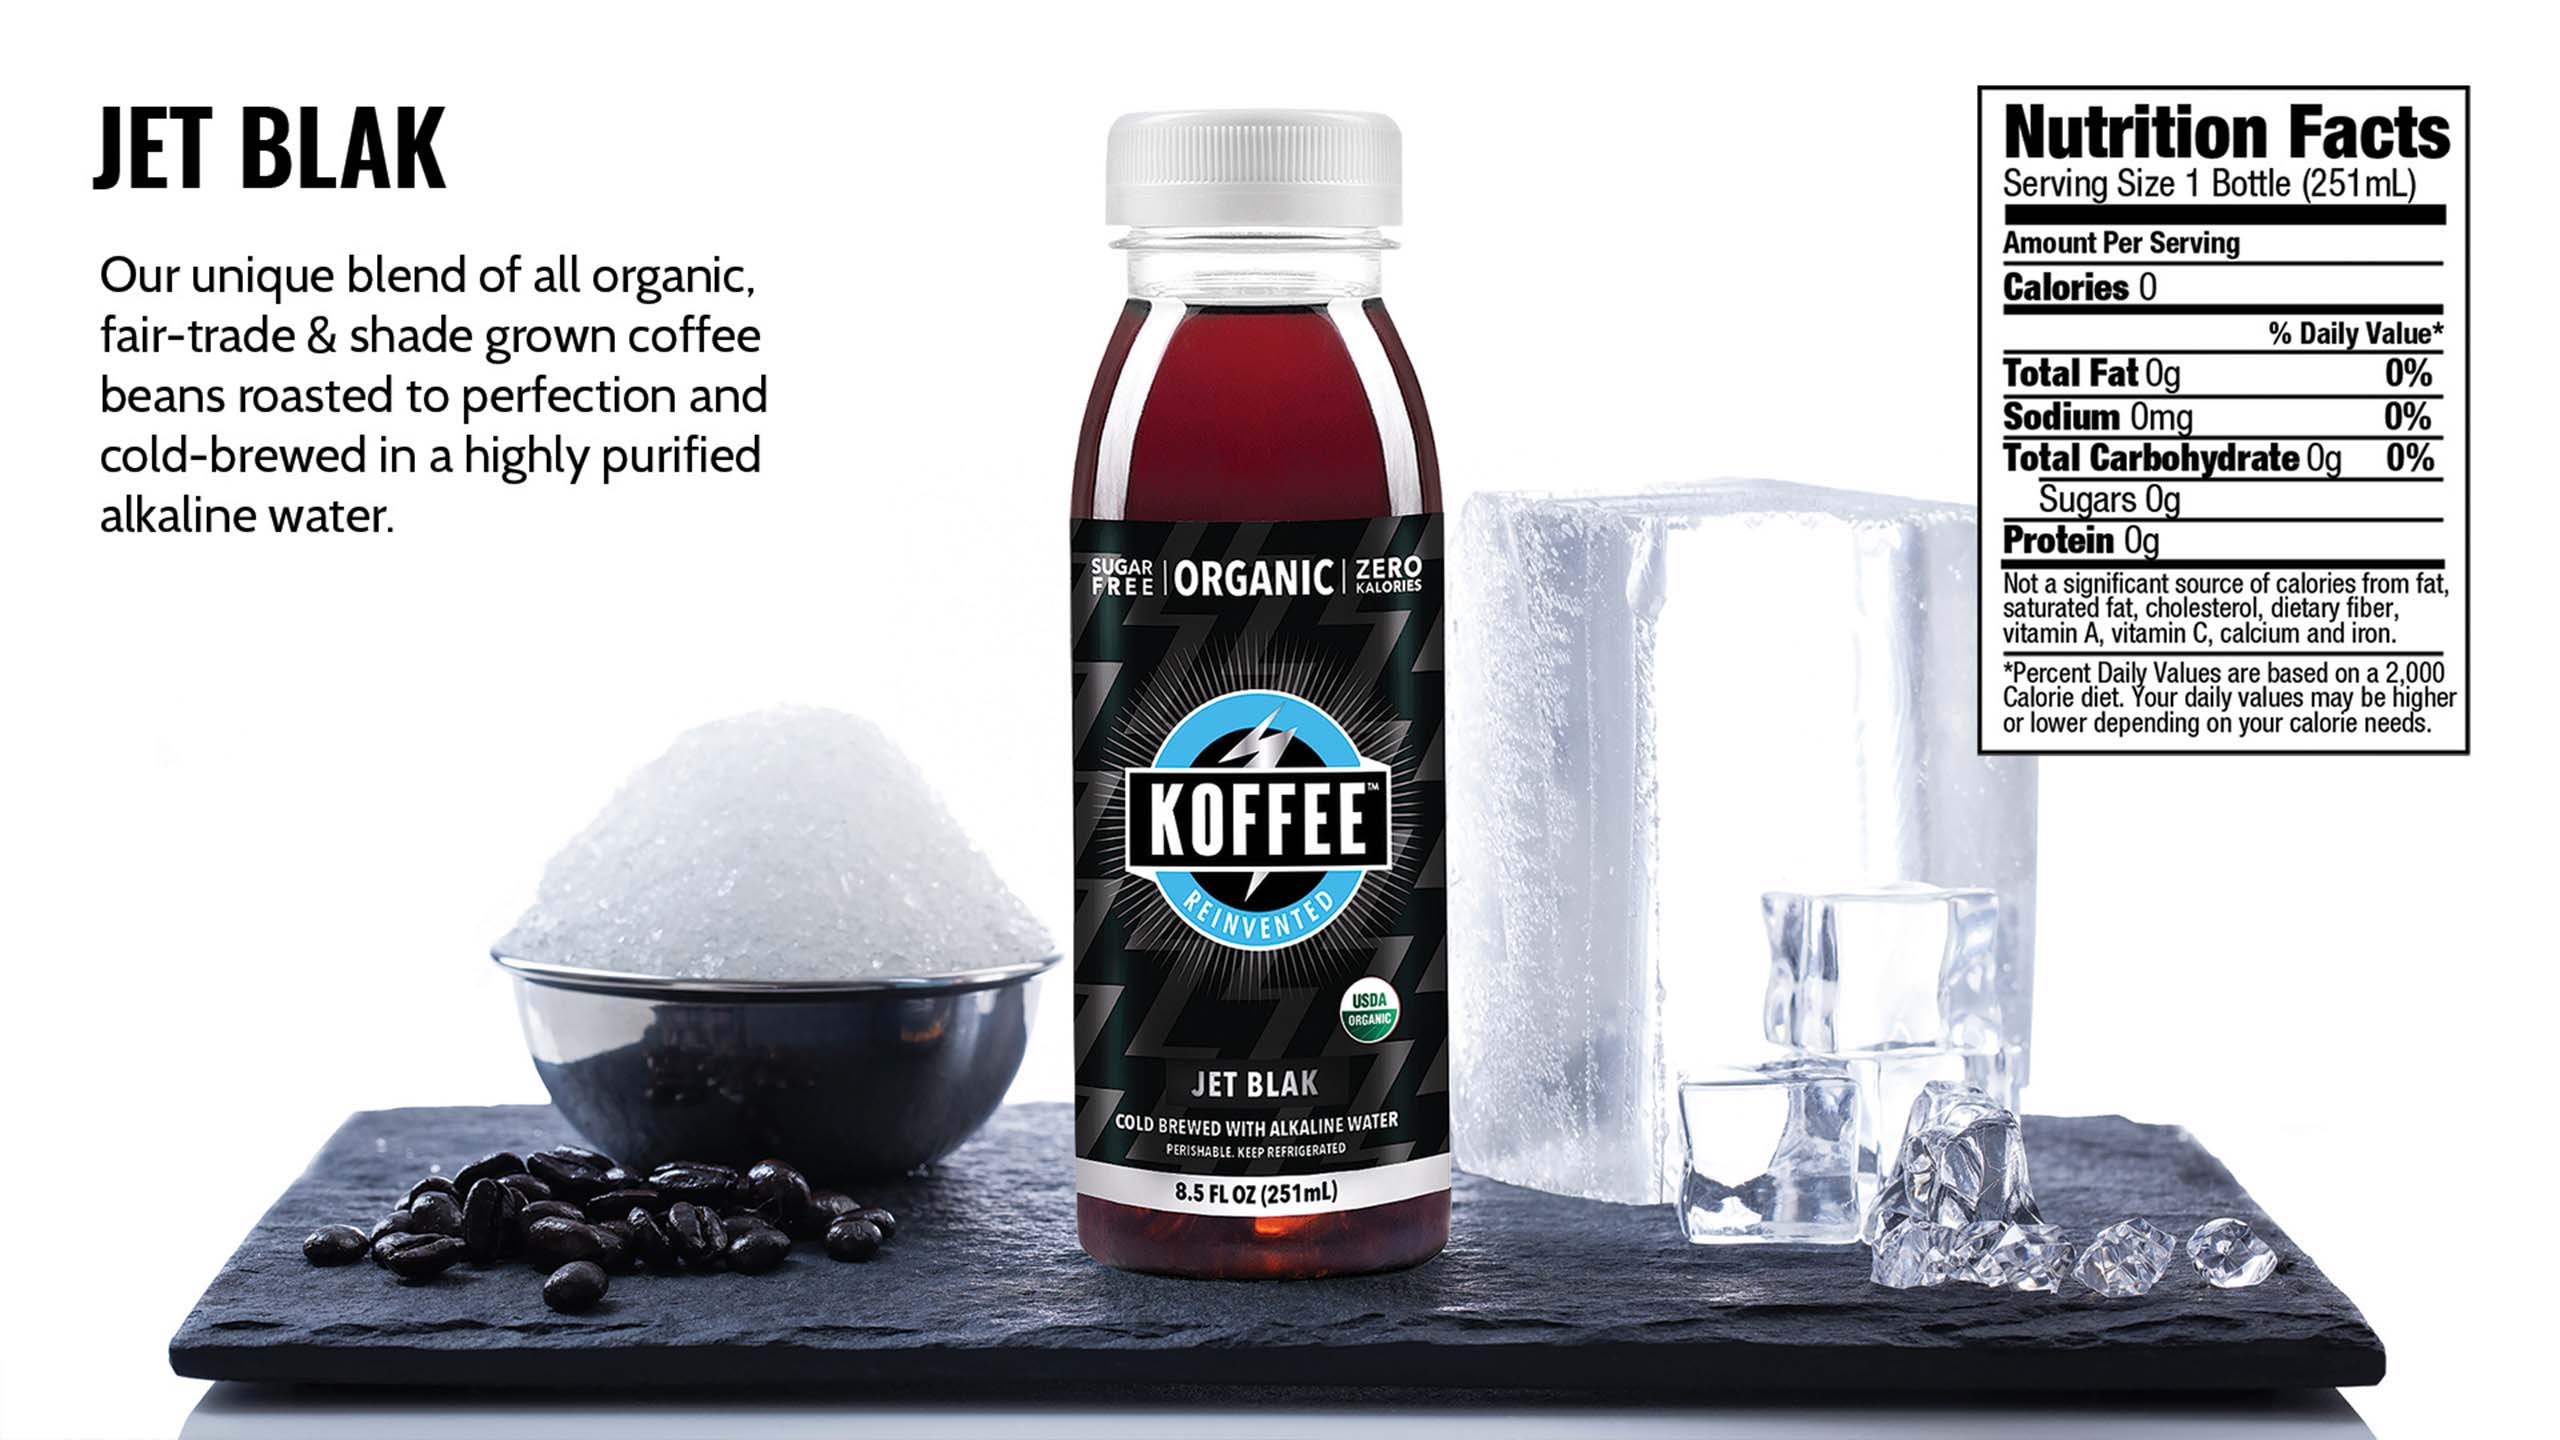 JET BLAK
Our unique blend of all organic,
fair-trade & shade grown coffee
beans roasted to perfection and
cold-brewed in a highly purified
alkaline water.
SUGAR FREE | ORGANIC | ZERO KALORIES
KOFFEE™
REINVENTED
USDA
ORGANIC
JET BLAK
COLD BREWED WITH ALKALINE WATER
PERISHABLE. KEEP REFRIGERATED
8.5 FL OZ (251mL)
Nutrition Facts
Serving Size 1 Bottle (251mL)
Amount Per Serving
Calories 0
% Daily Value*
Total Fat 0g 0%
Sodium 0mg 0%
Total Carbohydrate 0g 0%
Sugars 0g
Protein 0g
Not a significant source of calories from fat,
saturated fat, cholesterol, dietary fiber,
vitamin A, vitamin C, calcium and iron.
*Percent Daily Values are based on a 2,000
Calorie diet. Your daily values may be higher
or lower depending on your calorie needs.